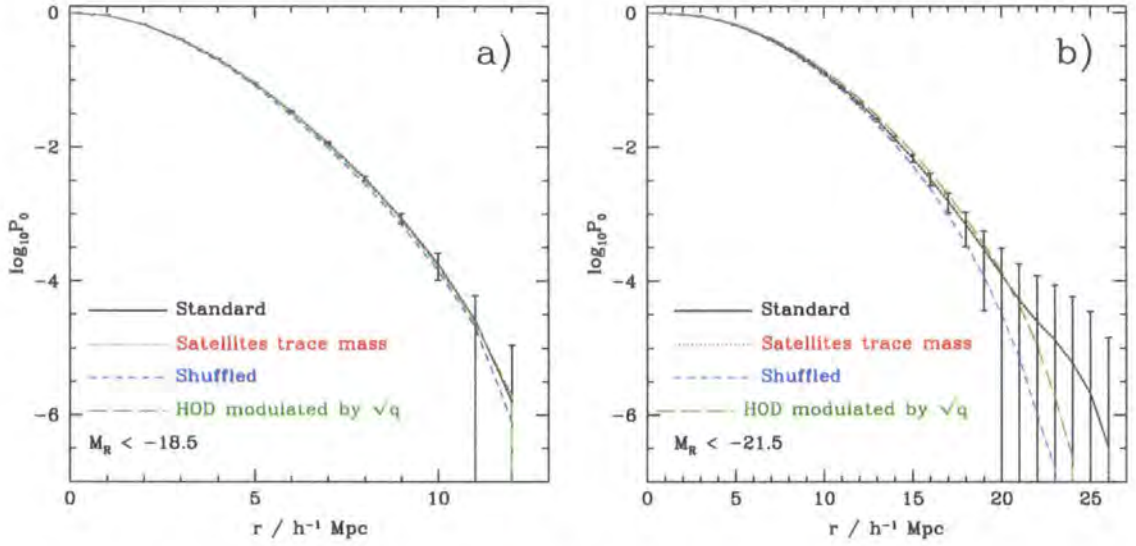 a)
0
−2
−4
−6
log₁₀P₀
Standard
Satellites trace mass
Shuffled
HOD modulated by √q
M_R < −18.5
0 5 10
r / h⁻¹ Mpc
b)
0
−2
−4
−6
log₁₀P₀
Standard
Satellites trace mass
Shuffled
HOD modulated by √q
M_R < −21.5
0 5 10 15 20 25
r / h⁻¹ Mpc